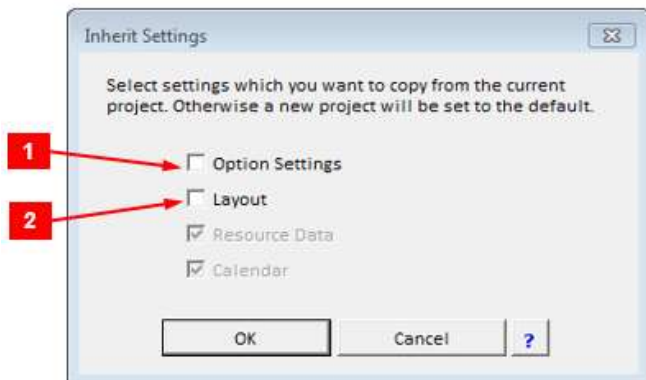 Inherit Settings
Select settings which you want to copy from the current
project. Otherwise a new project will be set to the default.
1
Option Settings
2
Layout
Resource Data
Calendar
OK
Cancel
?